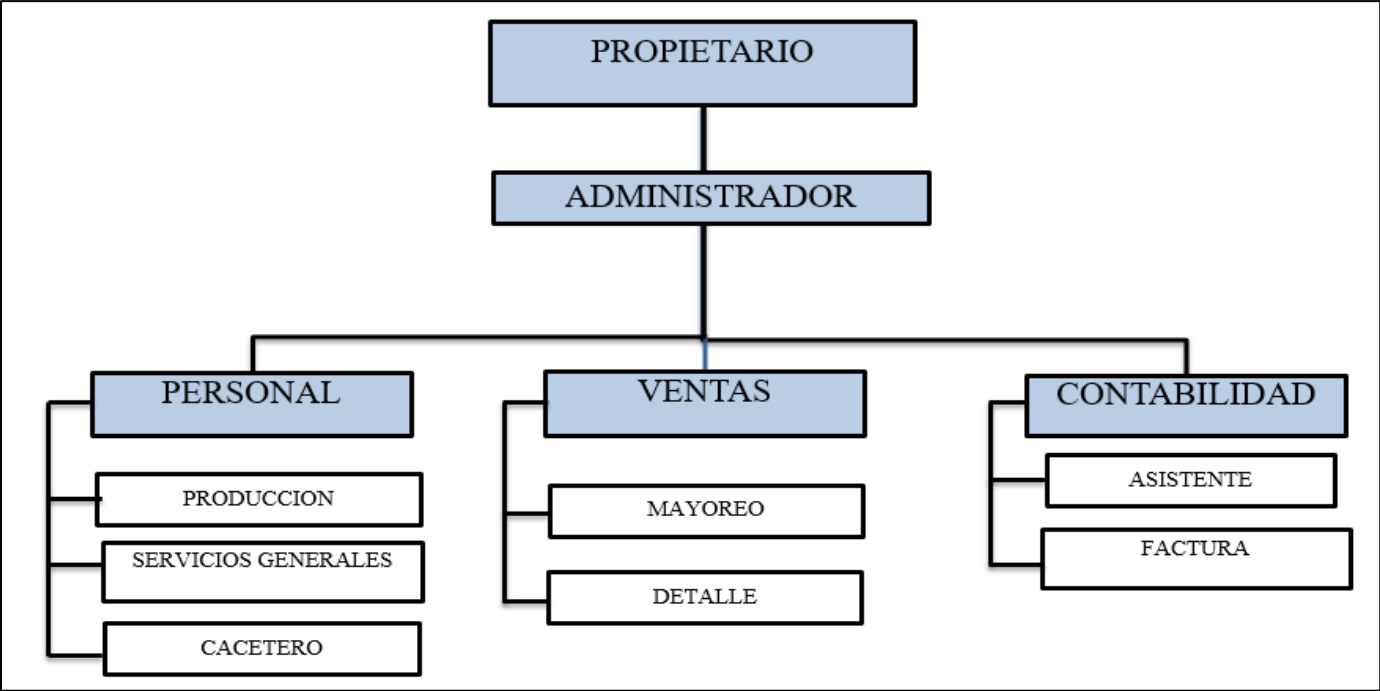 PROPIETARIO
ADMINISTRADOR
PERSONAL
PRODUCCION
SERVICIOS GENERALES
CACETERO
VENTAS
MAYOREO
DETALLE
CONTABILIDAD
ASISTENTE
FACTURA